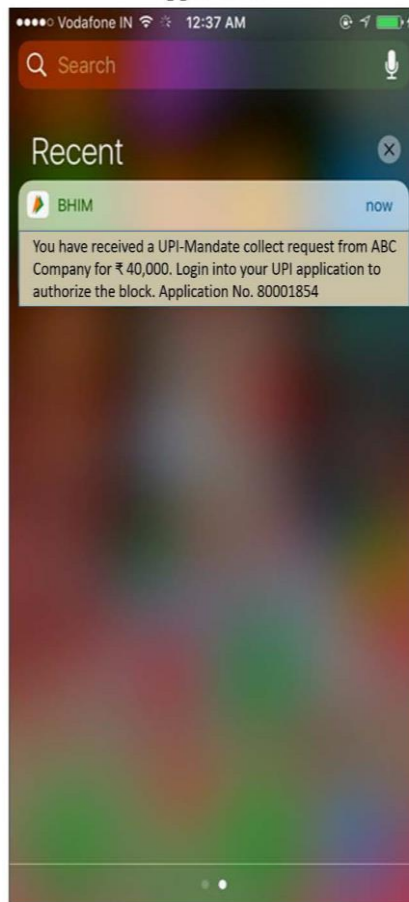 ●●●●○ Vodafone IN 12:37 AM
Search
Recent
BHIM now
You have received a UPI-Mandate collect request from ABC
Company for ₹ 40,000. Login into your UPI application to
authorize the block. Application No. 80001854